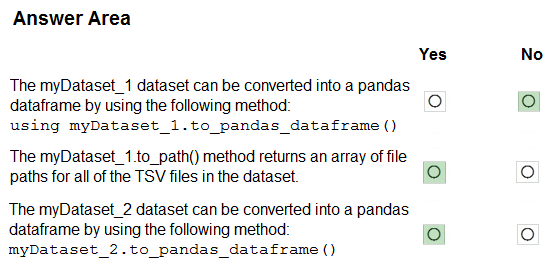 Answer Area
Yes No
The myDataset_1 dataset can be converted into a pandas
dataframe by using the following method:
using myDataset_1.to_pandas_dataframe()
The myDataset_1.to_path() method returns an array of file
paths for all of the TSV files in the dataset.
The myDataset_2 dataset can be converted into a pandas
dataframe by using the following method:
myDataset_2.to_pandas_dataframe()